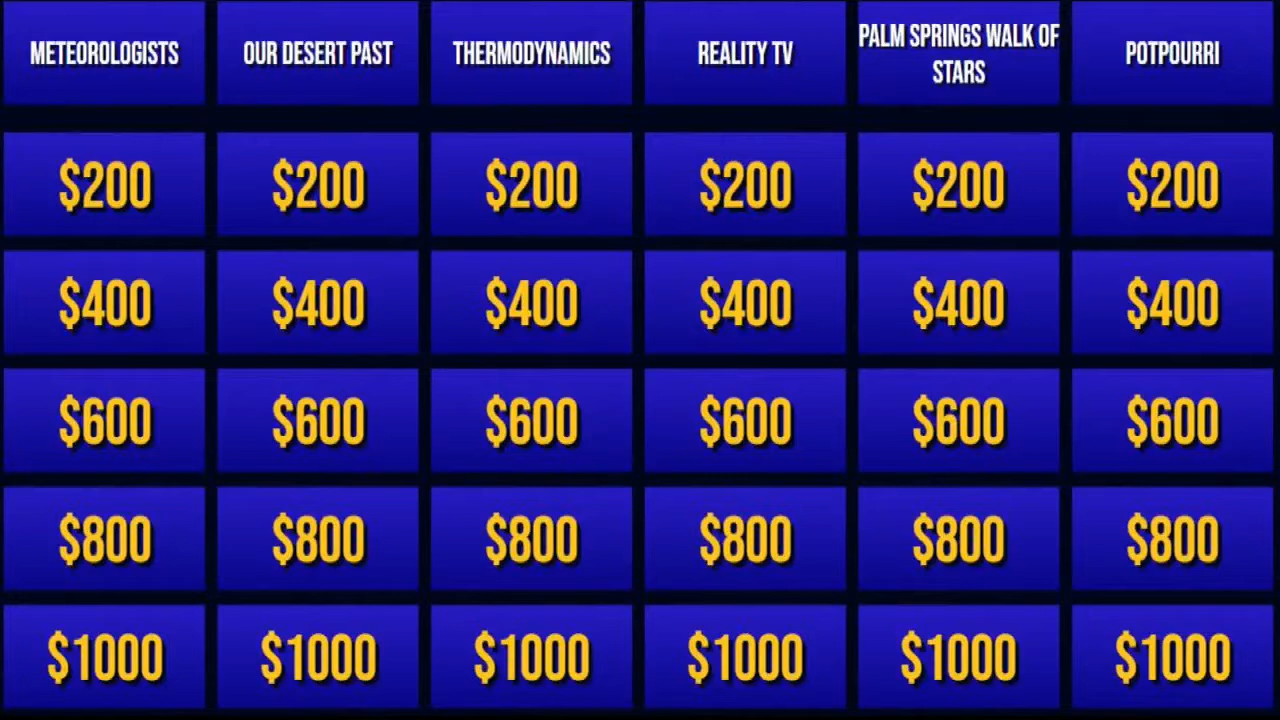 METEOROLOGISTS
OUR DESERT PAST
THERMODYNAMICS
REALITY TV
PALM SPRINGS WALK OF
STARS
POTPOURRI
$200 $200 $200 $200 $200 $200
$400 $400 $400 $400 $400 $400
$600 $600 $600 $600 $600 $600
$800 $800 $800 $800 $800 $800
$1000 $1000 $1000 $1000 $1000 $1000